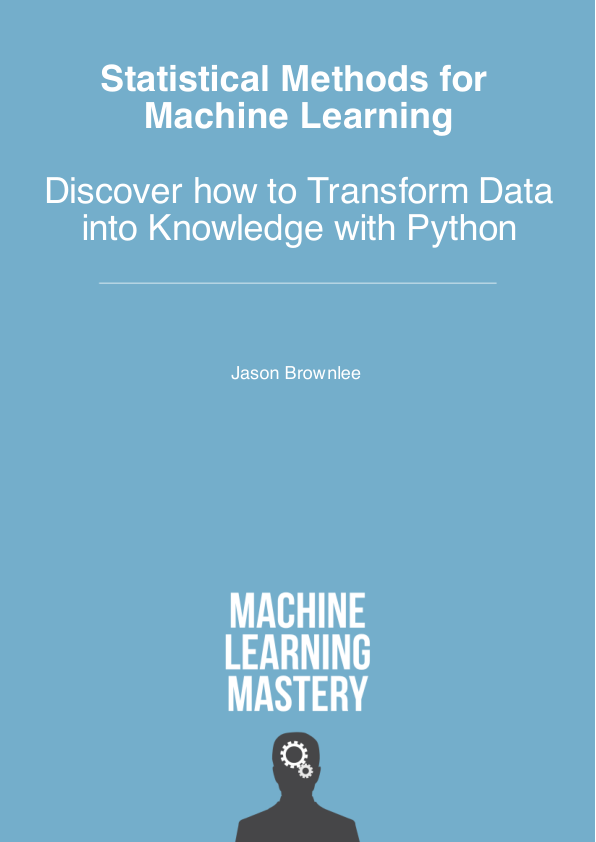 Statistical Methods for
Machine Learning
Discover how to Transform Data
into Knowledge with Python
Jason Brownlee
MACHINE
LEARNING
MASTERY